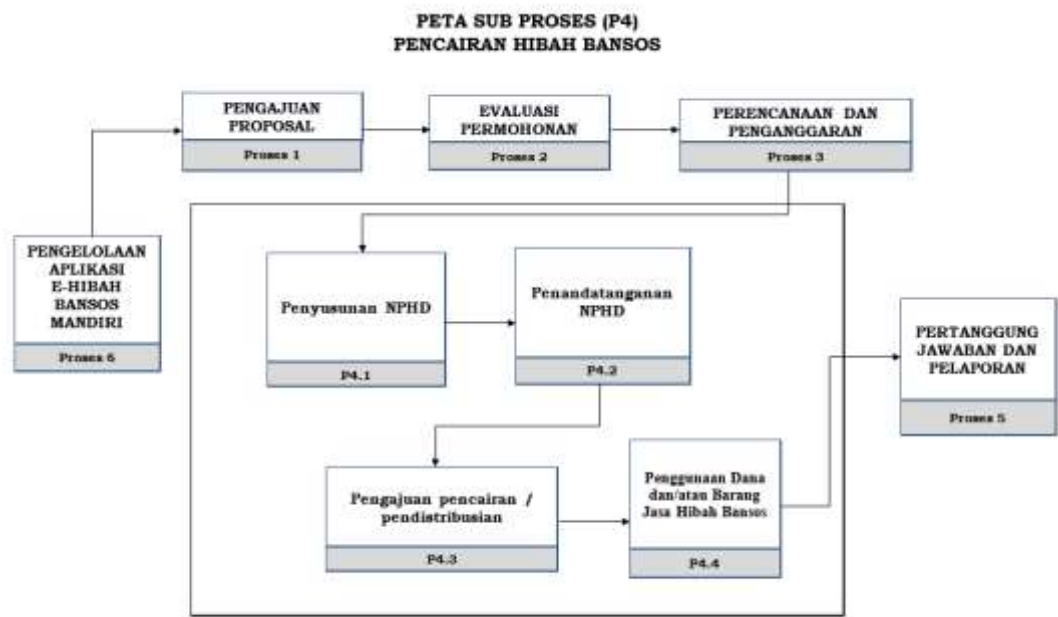 PETA SUB PROSES (P4)
PENCAIRAN HIBAH BANSOS
PENGAJUAN
PROPOSAL
Proses 1
EVALUASI
PERMOHONAN
Proses 2
PERENCANAAN DAN
PENGANGGARAN
Proses 3
PENGELOLAAN
APLIKASI
E-HIBAH
BANSOS
MANDIRI
Proses 6
Penyusunan NPHD
P4.1
Penandatanganan
NPHD
P4.2
PERTANGGUNG
JAWABAN DAN
PELAPORAN
Proses 5
Pengajuan pencairan /
pendistribusian
P4.3
Penggunaan Dana
dan/atau Barang
Jasa Hibah Bansos
P4.4